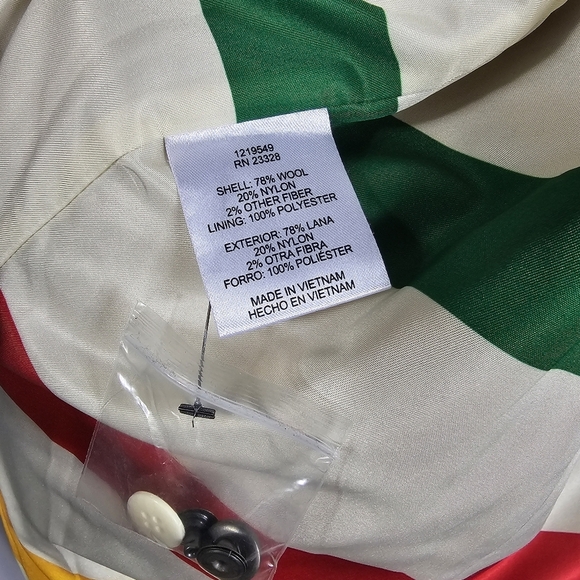 1219549
RN 23328
SHELL: 78% WOOL
20% NYLON
2% OTHER FIBER
LINING: 100% POLYESTER
EXTERIOR: 78% LANA
20% NYLON
2% OTRA FIBRA
FORRO: 100% POLIÉSTER
MADE IN VIETNAM
HECHO EN VIETNAM